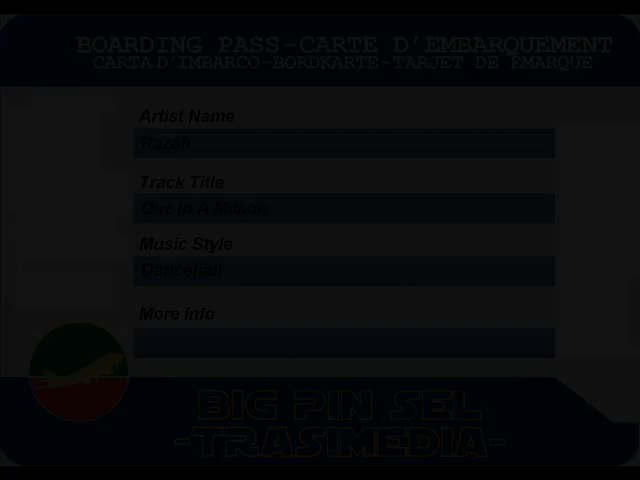 BOARDING PASS-CARTE D'EMBARQUEMENT
CARTA D'IMBARCO-BORDKARTE-TARJET DE EMARQUE
Artist Name
Razali
Track Title
One In A Million
Music Style
Dancehall
More Info
BIG PIN SEL
-TRASIMEDIA-